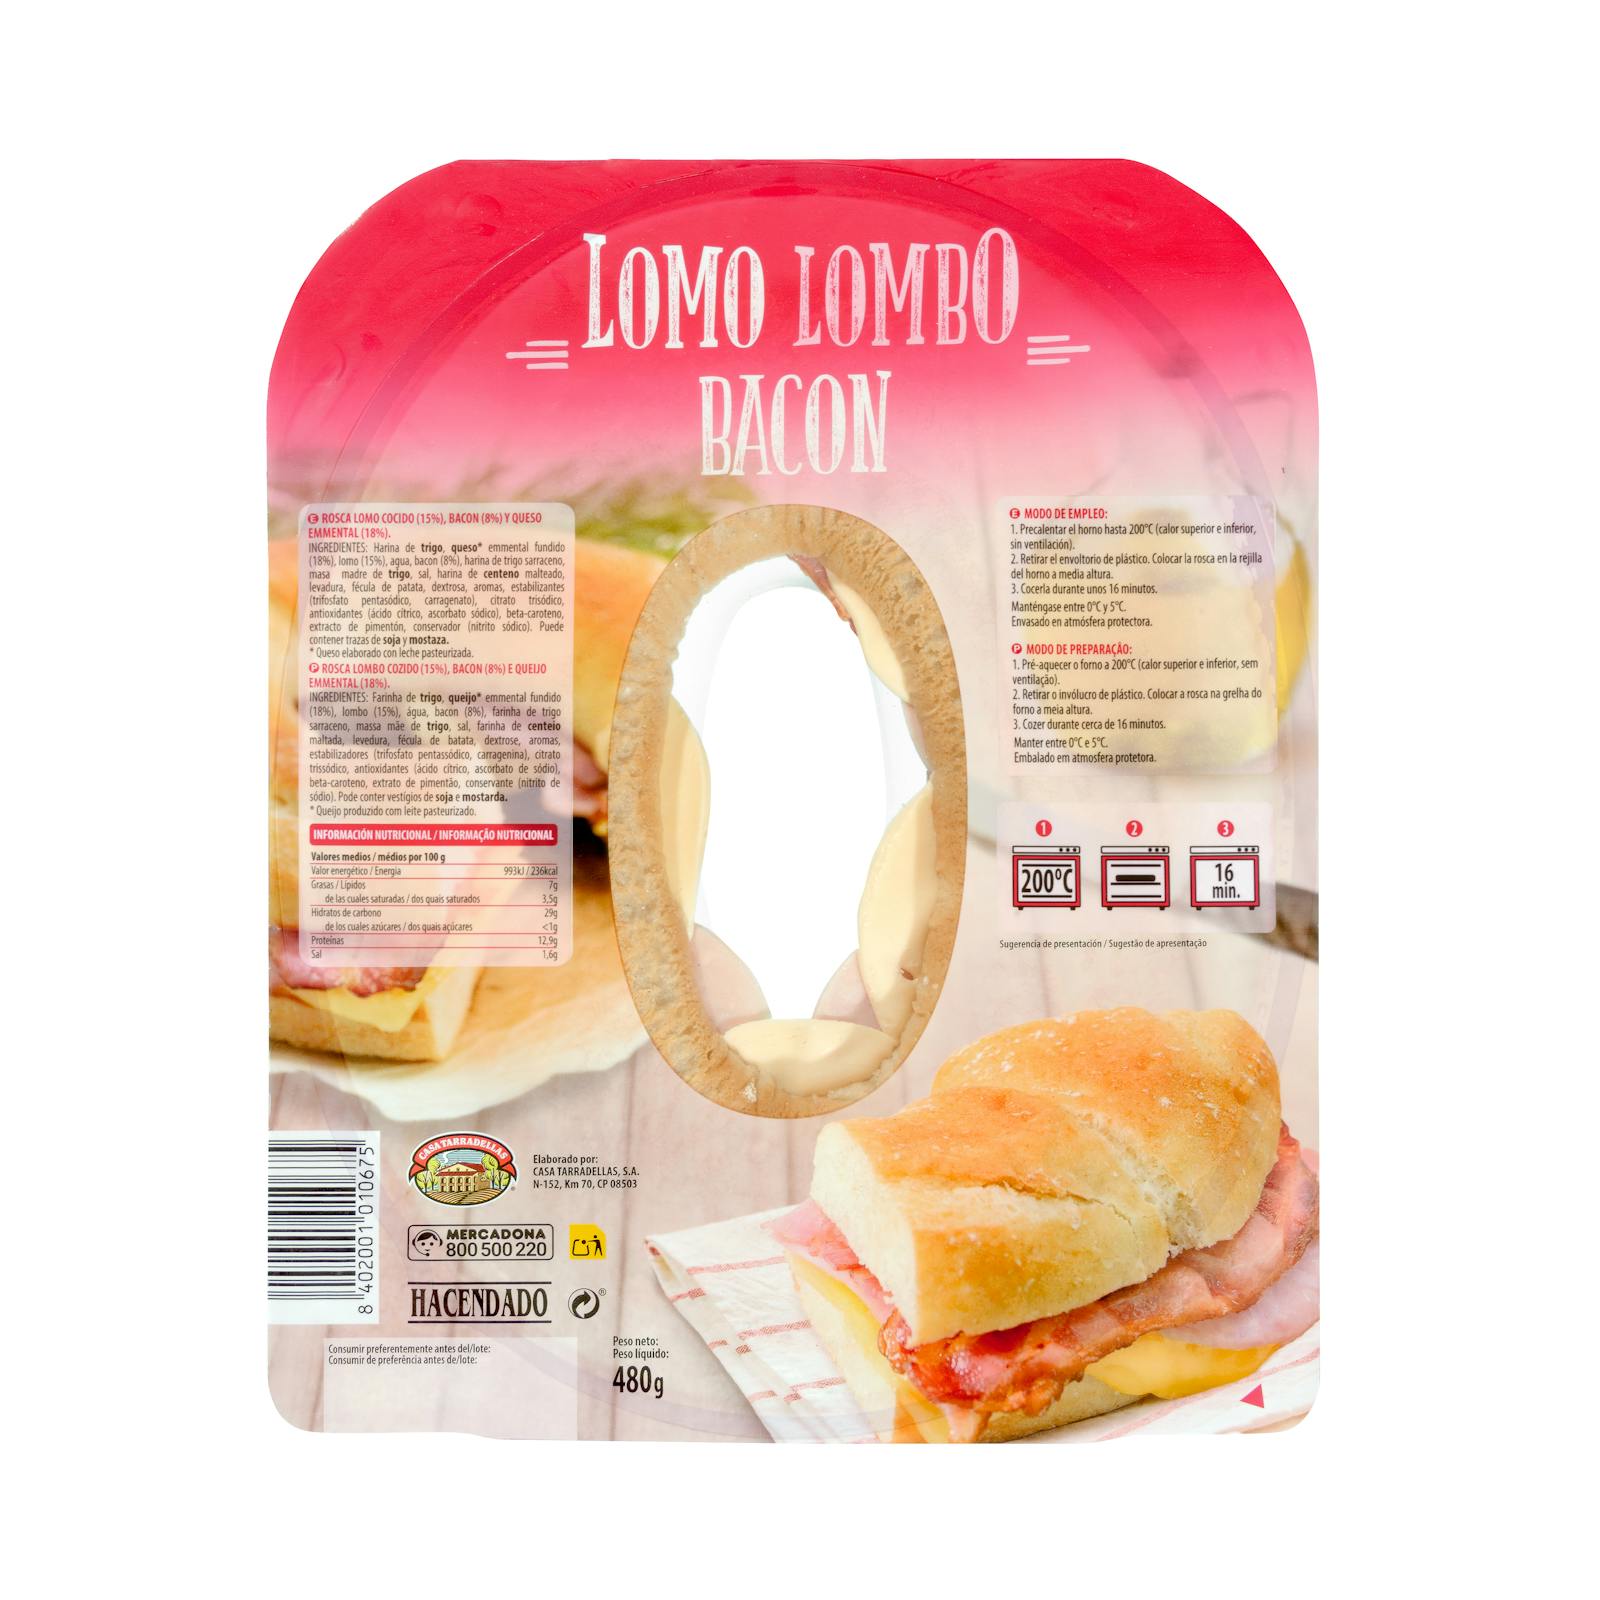 LOMO LOMBO
BACON
E ROSCA LOMO COCIDO (15%), BACON (8%) Y QUESO
EMMENTAL (18%).
INGREDIENTES: Harina de trigo, queso* emmental fundido
(18%), lomo (15%), agua, bacon (8%), harina de trigo sarraceno,
masa madre de trigo, sal, harina de centeno malteado,
levadura, fécula de patata, dextrosa, aromas, estabilizantes
(trifosfato pentasódico, carragenato), citrato trisódico,
antioxidantes (ácido cítrico, ascorbato sódico), beta-caroteno,
extracto de pimentón, conservador (nitrito sódico). Puede
contener trazas de soja y mostaza.
* Queso elaborado con leche pasteurizada.
P ROSCA LOMBO COZIDO (15%), BACON (8%) E QUEIJO
EMMENTAL (18%).
INGREDIENTES: Farinha de trigo, queijo* emmental fundido
(18%), lombo (15%), água, bacon (8%), farinha de trigo
sarraceno, massa mãe de trigo, sal, farinha de centeio
maltada, levedura, fécula de batata, dextrose, aromas,
estabilizadores (trifosfato pentassódico, carragenina), citrato
trissódico, antioxidantes (ácido cítrico, ascorbato de sódio),
beta-caroteno, extrato de pimentão, conservante (nitrito de
sódio). Pode conter vestígios de soja e mostarda.
* Queijo produzido com leite pasteurizado.
INFORMACIÓN NUTRICIONAL / INFORMAÇÃO NUTRICIONAL
Valores medios / médios por 100 g
Valor energético / Energia 993kJ / 236kcal
Grasas / Lípidos 7g
de las cuales saturadas / dos quais saturados 3,5g
Hidratos de carbono 29g
de los cuales azúcares / dos quais açúcares <1g
Proteínas 12,9g
Sal 1,6g
E MODO DE EMPLEO:
1. Precalentar el horno hasta 200°C (calor superior e inferior,
sin ventilación).
2. Retirar el envoltorio de plástico. Colocar la rosca en la rejilla
del horno a media altura.
3. Cocerla durante unos 16 minutos.
Manténgase entre 0°C y 5°C.
Envasado en atmósfera protectora.
P MODO DE PREPARAÇÃO:
1. Pré-aquecer o forno a 200°C (calor superior e inferior, sem
ventilação).
2. Retirar o invólucro de plástico. Colocar a rosca na grelha do
forno a meia altura.
3. Cozer durante cerca de 16 minutos.
Manter entre 0°C e 5°C.
Embalado em atmosfera protetora.
1 2 3
200°C
16
min.
Sugerencia de presentación / Sugestão de apresentação
8 402001 010675
CASA TARRADELLAS
Elaborado por:
CASA TARRADELLAS, S.A.
N-152, Km 70, CP 08503
MERCADONA
800 500 220
HACENDADO
Consumir preferentemente antes del/lote:
Consumir de preferência antes de/lote:
Peso neto:
Peso líquido:
480g